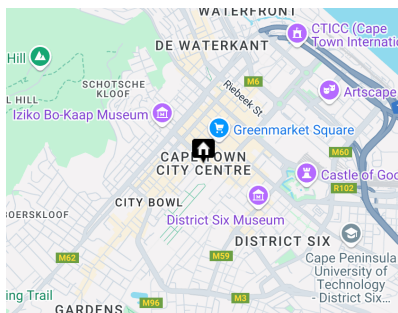 WATERFRONT
CTICC (Cape
Town Internatio
DE WATERKANT
Hill
M6
SCHOTSCHE
KLOOF
Riebeek St
Artscape
L HILL
Iziko Bo-Kaap Museum
Greenmarket Square
M60
CAPE TOWN
CITY CENTRE
Castle of Goo
R102
CITY BOWL
BOERSKLOOF
District Six Museum
DISTRICT SIX
M62
M59
Cape Peninsula
University of
Technology
- District Six...
ing Trail
M96
M3
GARDENS